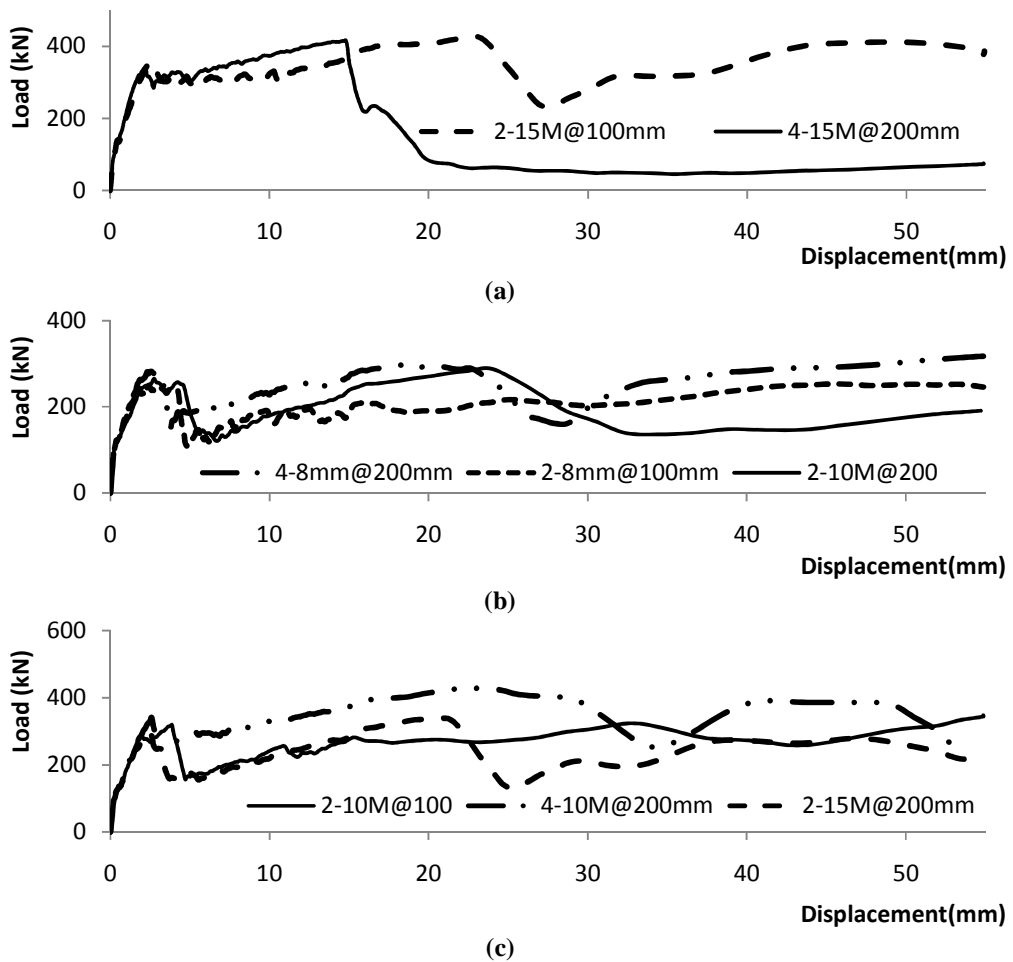 Load (kN)
400
200
0
2-15M@100mm 4-15M@200mm
0 10 20 30 40 50
Displacement(mm)
(a)
Load (kN)
400
200
0
4-8mm@200mm 2-8mm@100mm 2-10M@200
0 10 20 30 40 50
Displacement(mm)
(b)
Load (kN)
600
400
200
0
2-10M@100 4-10M@200mm 2-15M@200mm
0 10 20 30 40 50
Displacement(mm)
(c)